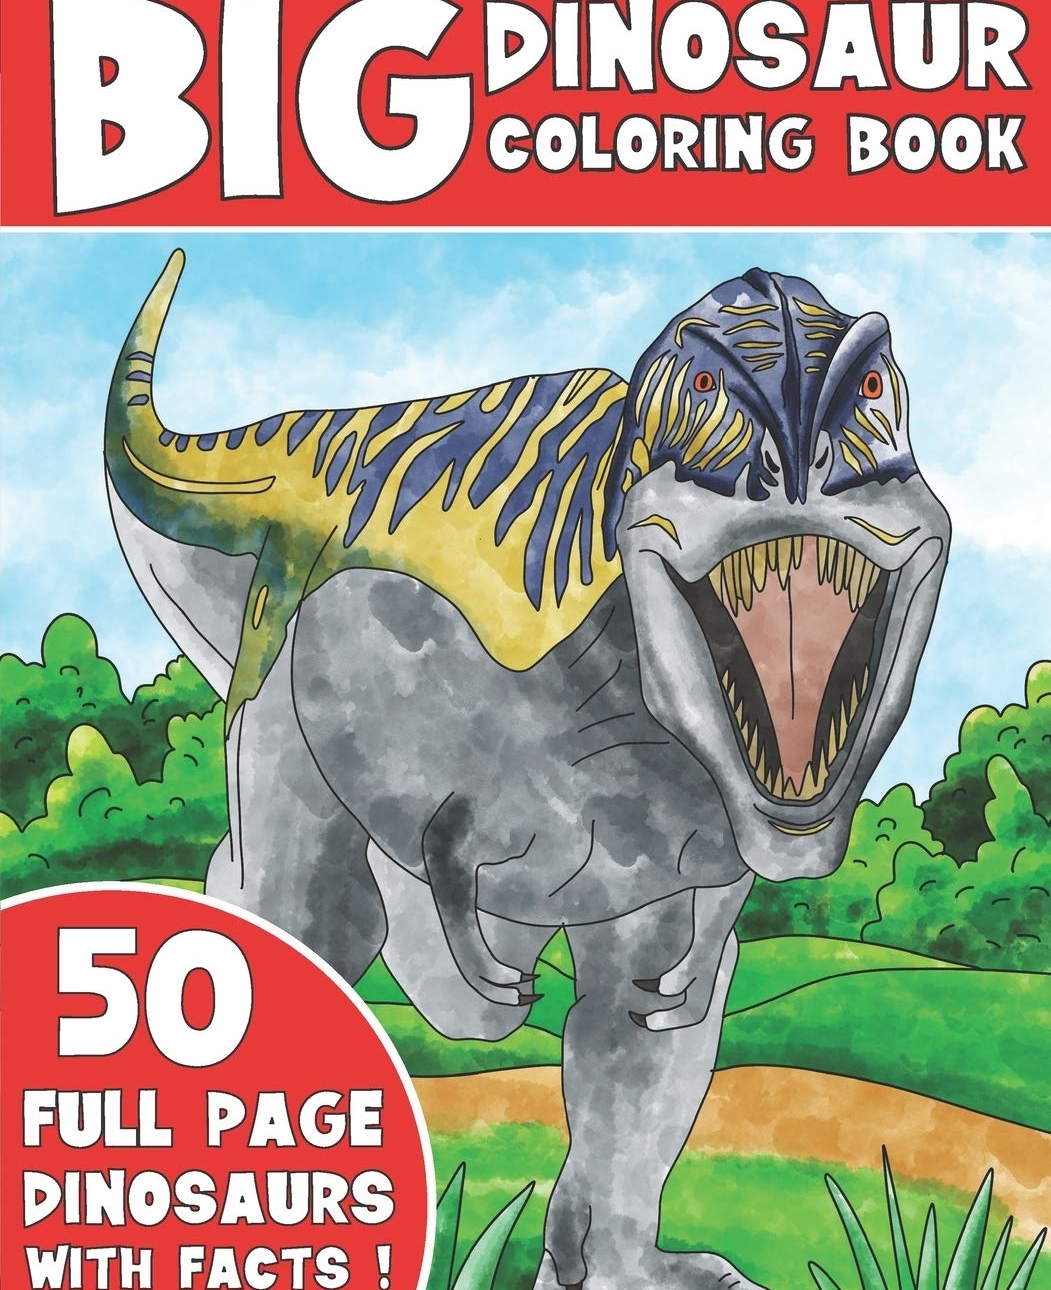 BIG DINOSAUR
COLORING BOOK
50
FULL PAGE
DINOSAURS
WITH FACTS !